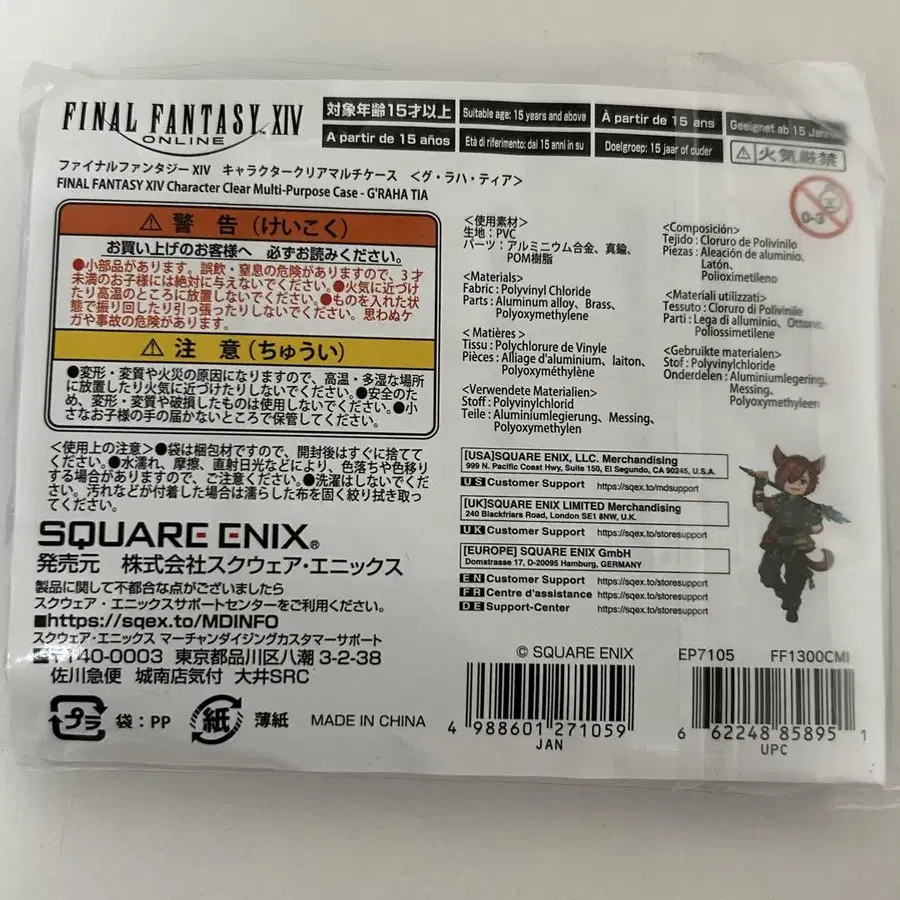 FINAL FANTASY XIV
ONLINE
対象年齢15才以上
Suitable age: 15 years and above
À partir de 15 ans
Geeignet ab 15
A partir de 15 años
Età di riferimento: dai 15 anni in su
Doelgroep: 15 jaar of ouder
⚠火気厳禁
0-3
ファイナルファンタジー XIV キャラクタークリアマルチケース ＜グ・ラハ・ティア＞
FINAL FANTASY XIV Character Clear Multi-Purpose Case - G'RAHA TIA
⚠ 警 告（けいこく）
お買い上げのお客様へ 必ずお読みください。
●小部品があります。誤飲・窒息の危険がありますので、3才
未満のお子様には絶対に与えないでください。●火気に近づけ
たり高温のところに放置しないでください。●ものを入れた状
態で振り回したり引っ張ったりしないでください。思わぬケ
ガや事故の危険があります。
⚠ 注 意（ちゅうい）
●変形・変質や火災の原因になりますので、高温・多湿な場所
に放置したり火気に近づけたりしないでください。●安全のた
め、変形・変質や破損したものは使用しないでください。●小
さなお子様の手の届かないところで保管してください。
＜使用上の注意＞●袋は梱包材ですので、開封後はすぐに捨てて
ください。●水濡れ、摩擦、直射日光などにより、色落ちや色移り
する場合がありますので、ご注意ください。●洗濯はしないでくだ
さい。汚れなどが付着した場合は濡らした布を固く絞り拭き取っ
てください。
SQUARE ENIX®
発売元 株式会社スクウェア・エニックス
製品に関して不都合な点がございましたら
スクウェア・エニックスサポートセンターをご利用ください。
■https://sqex.to/MDINFO
スクウェア・エニックス マーチャンダイジングカスタマーサポート
■〒140-0003 東京都品川区八潮 3-2-38
佐川急便 城南店気付 大井SRC
プラ 袋：PP
紙 薄紙
MADE IN CHINA
＜使用素材＞
生地：PVC
パーツ：アルミニウム合金、真鍮、
POM樹脂
<Materials>
Fabric : Polyvinyl Chloride
Parts : Aluminum alloy、Brass、
Polyoxymethylene
<Matières >
Tissu : Polychlorure de Vinyle
Pièces : Alliage d'aluminium、laiton、
Polyoxyméthylène
<Verwendete Materialien>
Stoff : Polyvinylchlorid
Teile : Aluminiumlegierung、Messing、
Polyoxymethylen
<Composición>
Tejido : Cloruro de Polivinilo
Piezas : Aleación de aluminio、
Latón、
Polioximetileno
<Materiali utilizzati>
Tessuto : Cloruro di Polivinile
Parti : Lega di alluminio、Ottone、
Poliossimetilene
<Gebruikte materialen>
Stof : Polyvinylchloride
Onderdelen : Aluminiumlegering、
Messing、
Polyoxymethyleen
[USA]SQUARE ENIX, LLC. Merchandising
999 N. Pacific Coast Hwy, Suite 150, El Segundo, CA 90245, U.S.A.
US Customer Support https://sqex.to/mdsupport
[UK]SQUARE ENIX LIMITED Merchandising
240 Blackfriars Road, London SE1 8NW, U.K.
UK Customer Support https://sqex.to/storesupport
[EUROPE] SQUARE ENIX GmbH
Domstrasse 17, D-20095 Hamburg, GERMANY
EN Customer Support https://sqex.to/storesupport
FR Centre d'assistance https://sqex.to/storesupport
DE Support-Center https://sqex.to/storesupport
© SQUARE ENIX
EP7105 FF1300CMI
4 988601 271059
JAN
6 62248 85895 1
UPC